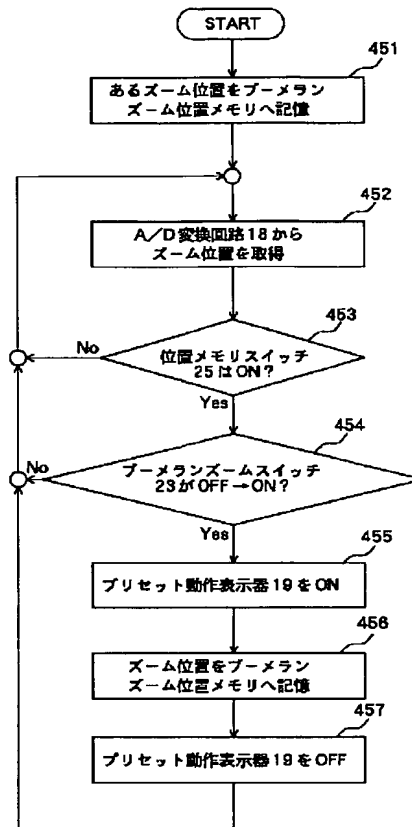 START
451
あるズーム位置をブーメラン
ズーム位置メモリへ記憶
452
A/D変換回路18から
ズーム位置を取得
453
位置メモリスイッチ
25はON?
No
Yes
454
ブーメランズームスイッチ
23がOFF→ON?
No
Yes
455
プリセット動作表示器19をON
456
ズーム位置をブーメラン
ズーム位置メモリへ記憶
457
プリセット動作表示器19をOFF